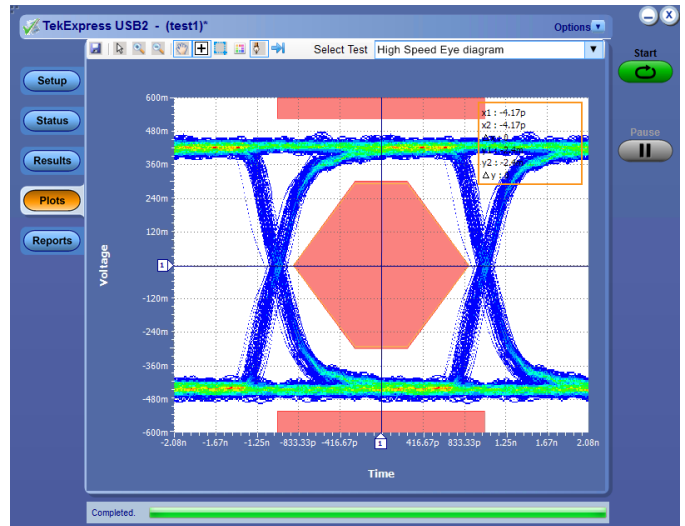 TekExpress USB2 - (test1)*
Options
Start
Select Test High Speed Eye diagram
Setup
Status
Results
Plots
Reports
Pause
Voltage
600m
480m
360m
240m
120m
-120m
-240m
-360m
-480m
-600m
1
x1 : -4.17p
x2 : -4.17p
y2 : -2.4
Δy :
-2.08n -1.67n -1.25n -833.33p -416.67p 1 416.67p 833.33p 1.25n 1.67n 2.08n
Time
Completed.